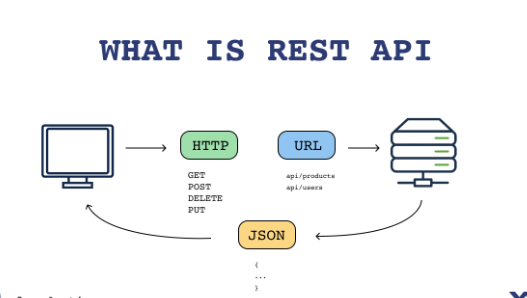 WHAT IS REST API
HTTP
URL
GET
POST
DELETE
PUT
api/products
api/users
JSON
{
...
}